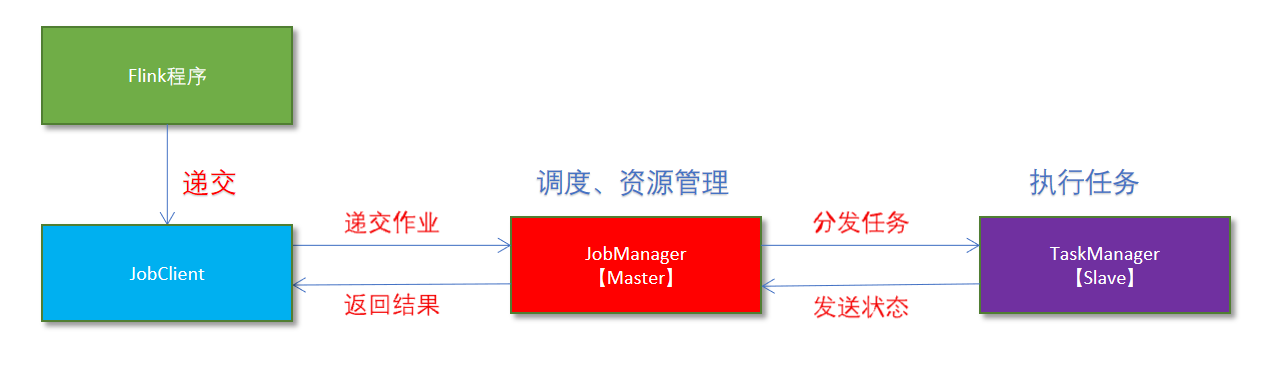 Flink程序
递交
调度、资源管理
执行任务
递交作业
分发任务
JobClient
JobManager
【Master】
TaskManager
【Slave】
返回结果
发送状态